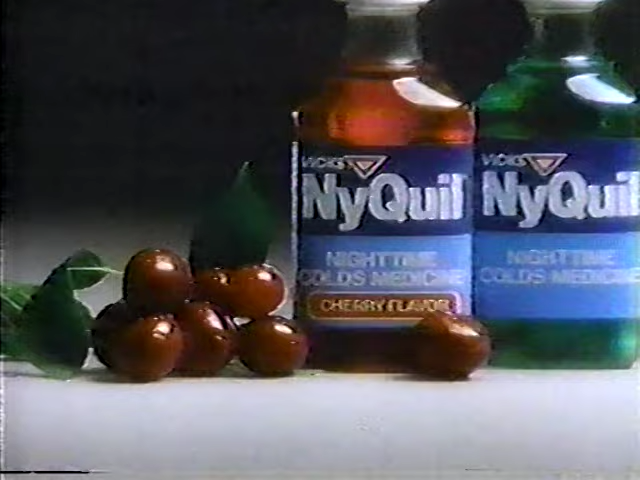 VICKS
NyQuil
NIGHTTIME
COLDS MEDICINE
CHERRY FLAVOR
VICKS
NyQuil
NIGHTTIME
COLDS MEDICINE